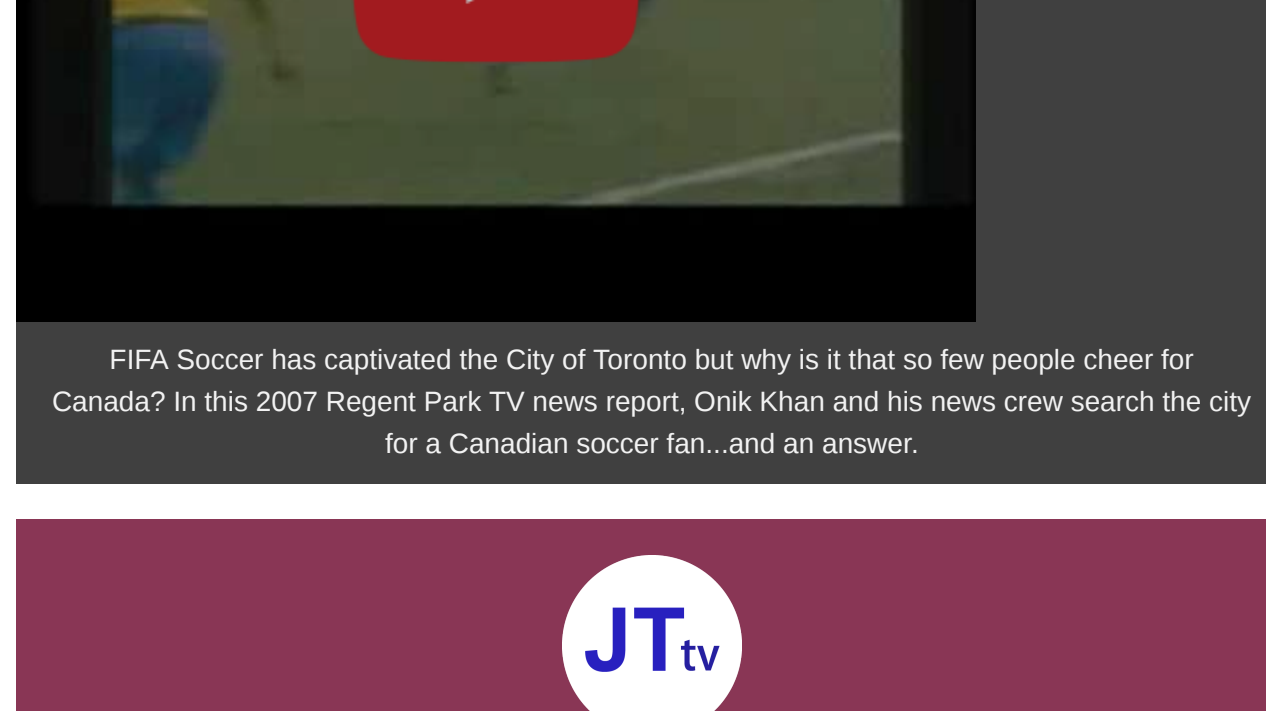 FIFA Soccer has captivated the City of Toronto but why is it that so few people cheer for
Canada? In this 2007 Regent Park TV news report, Onik Khan and his news crew search the city
for a Canadian soccer fan...and an answer.
JTtv